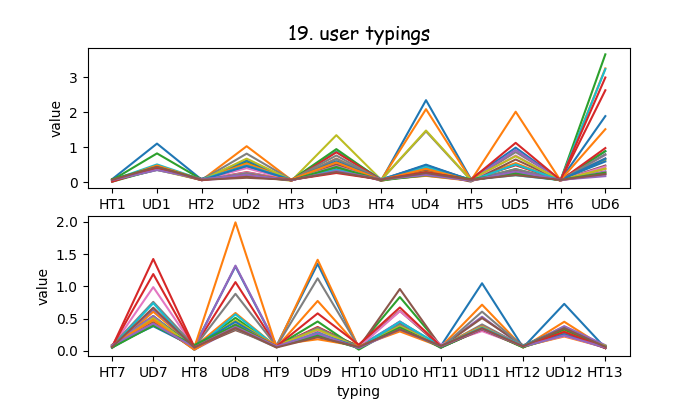 19. user typings
value
3
2
1
0
HT1 UD1 HT2 UD2 HT3 UD3 HT4 UD4 HT5 UD5 HT6 UD6
value
2.0
1.5
1.0
0.5
0.0
HT7 UD7 HT8 UD8 HT9 UD9 HT10 UD10 HT11 UD11 HT12 UD12 HT13
typing